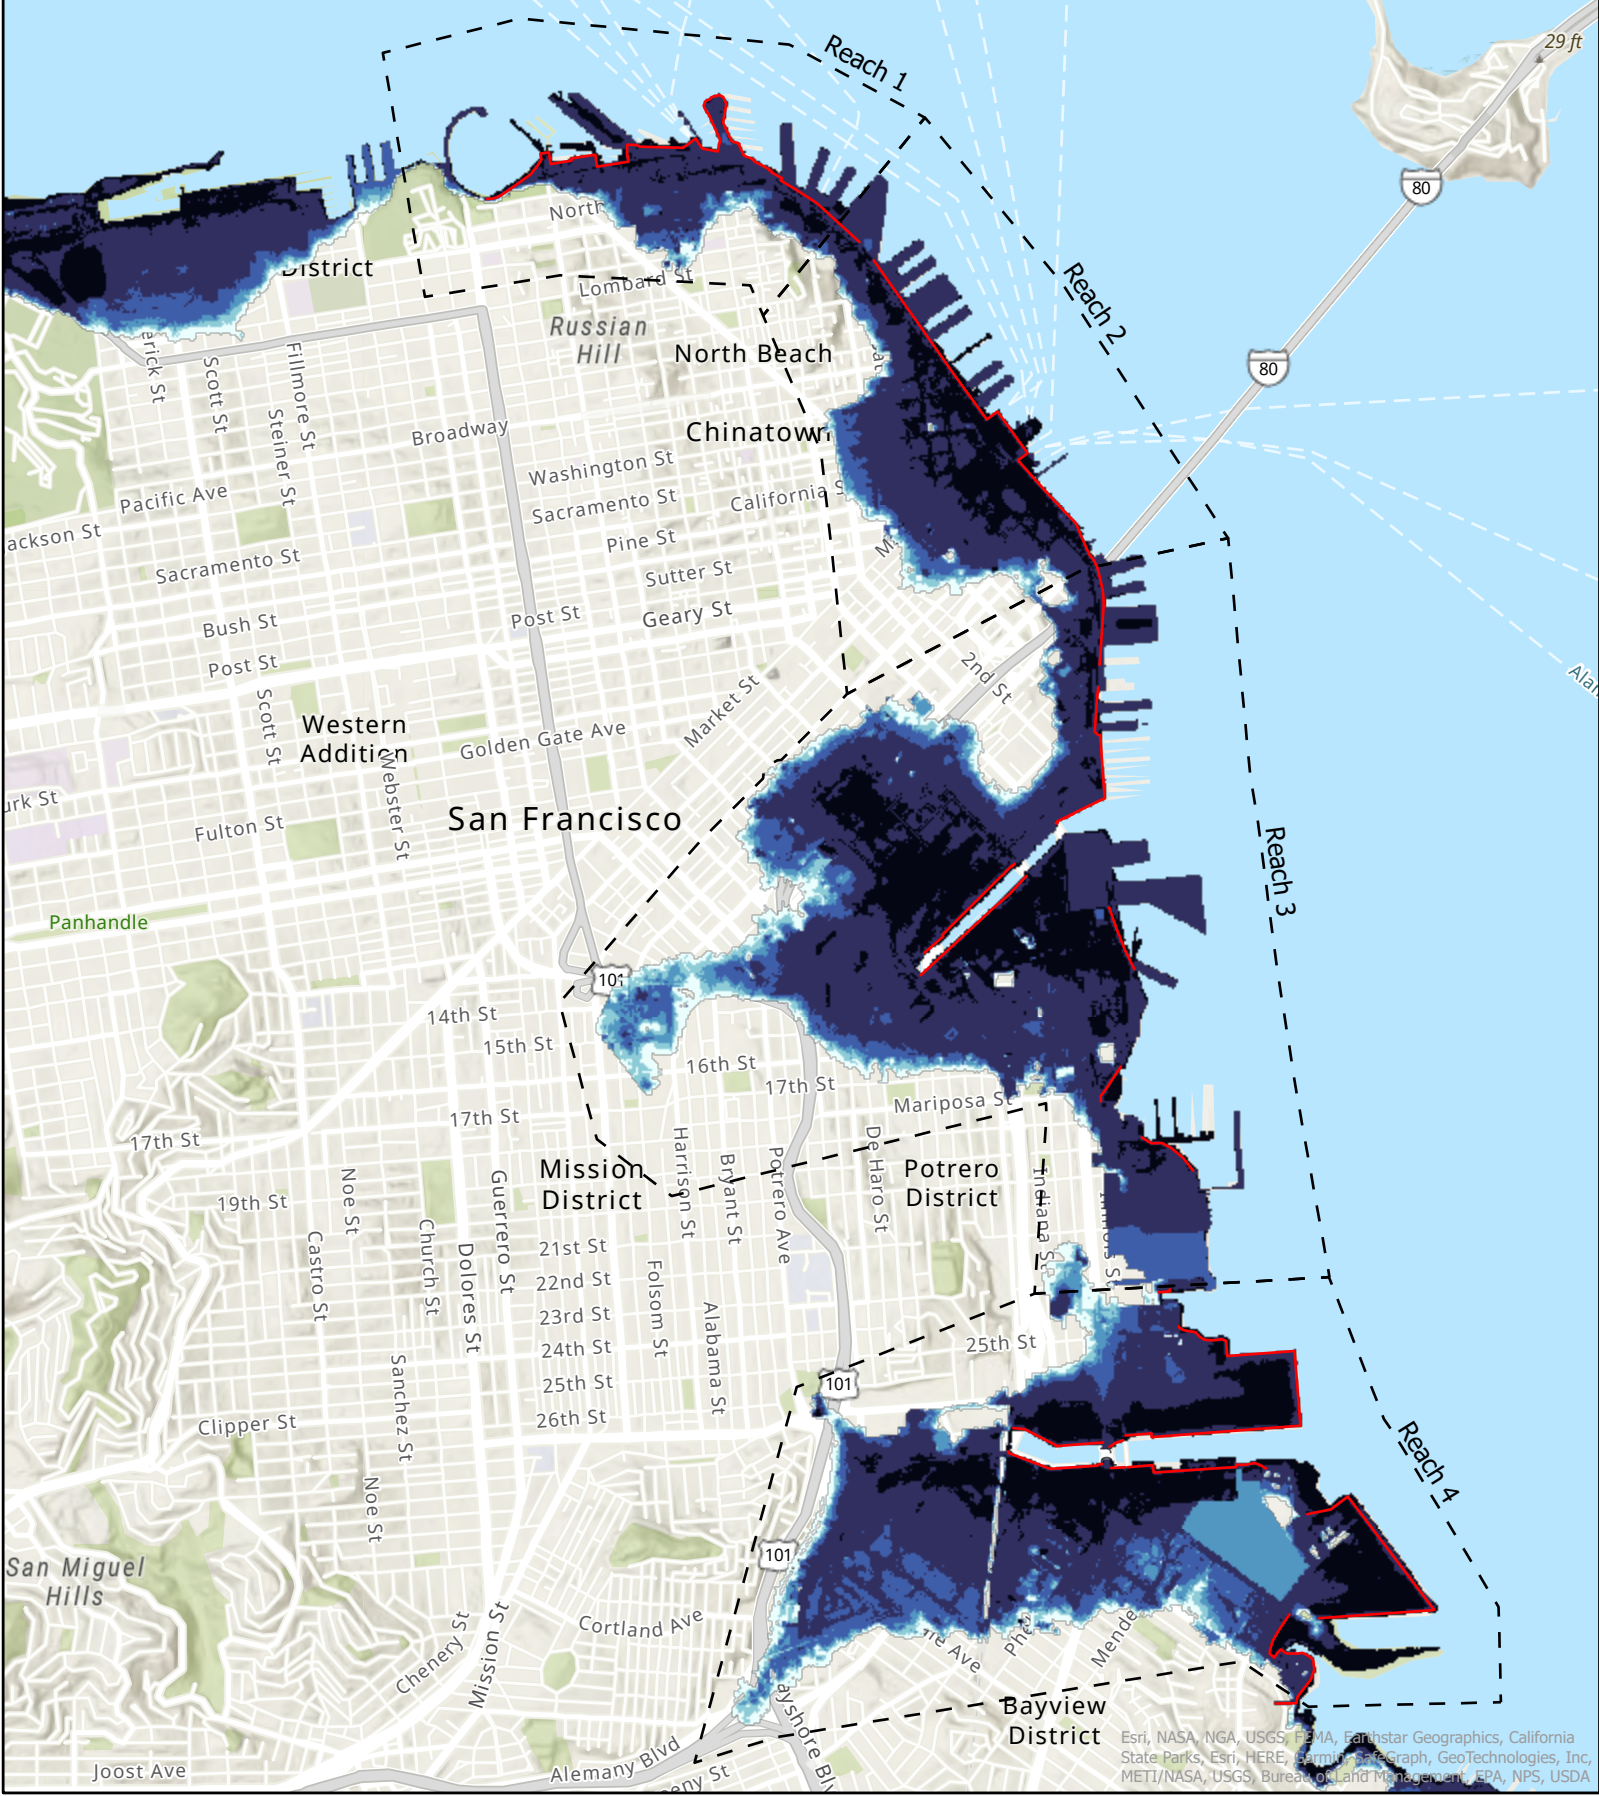 Reach 1
29 ft
80
North
District
Lombard St
Reach 2
Russian
Hill
North Beach
80
Scott St
Fillmore St
Steiner St
Broadway
Chinatown
Washington St
Pacific Ave
Sacramento St
California
Pine St
Sacramento St
Sutter St
Geary St
Post St
Bush St
Post St
2nd St
Market St
Scott St
Western
Addition
Golden Gate Ave
Webster St
San Francisco
Fulton St
Reach 3
Panhandle
101
14th St
15th St
16th St
17th St
Mariposa St
17th St
17th St
Mission
District
Harrison St
Bryant St
Potrero Ave
De Haro St
Potrero
District
Indiana St
Illinois St
19th St
Noe St
Castro St
Church St
Guerrero St
Dolores St
21st St
22nd St
23rd St
24th St
25th St
26th St
Folsom St
Alabama St
25th St
101
Sanchez St
Clipper St
Noe St
Reach 4
101
San Miguel
Hills
Cortland Ave
Chenery St
Mission St
Mende
Bayview
District
Alemany Blvd
Joost Ave
Esri, NASA, NGA, USGS, FEMA, Earthstar Geographics, California
State Parks, Esri, HERE, Garmin, SafeGraph, GeoTechnologies, Inc,
METI/NASA, USGS, Bureau of Land Management, EPA, NPS, USDA